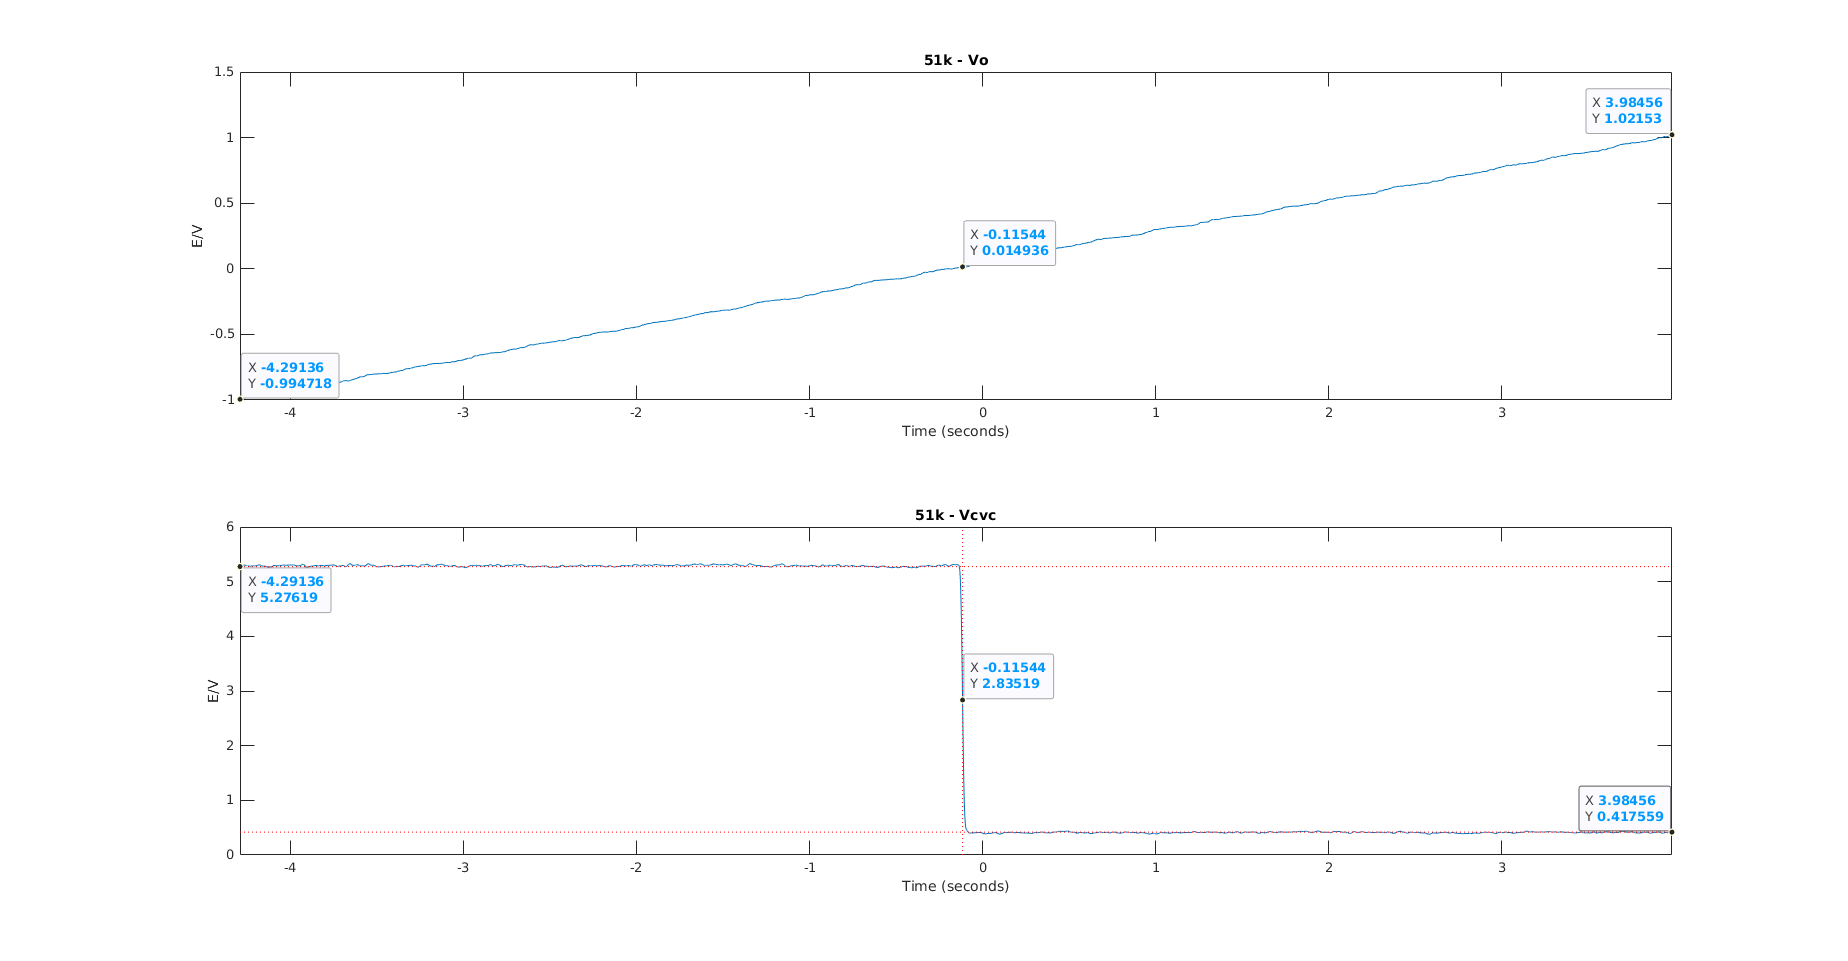 51k - Vo
1.5
1
0.5
0
-0.5
-1
E/V
X 3.98456
Y 1.02153
X -0.11544
Y 0.014936
X -4.29136
Y -0.994718
-4 -3 -2 -1 0 1 2 3
Time (seconds)
51k - Vcvc
6
5
4
3
2
1
0
E/V
X -4.29136
Y 5.27619
X -0.11544
Y 2.83519
X 3.98456
Y 0.417559
-4 -3 -2 -1 0 1 2 3
Time (seconds)